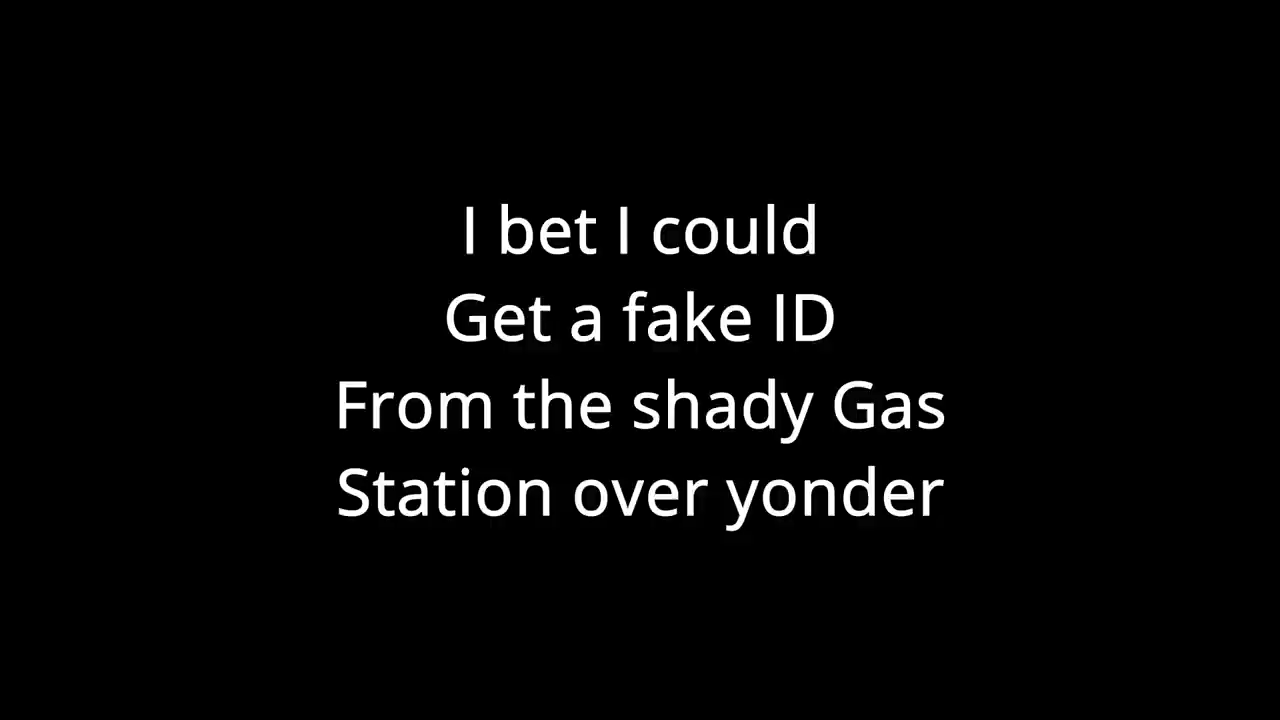 I bet I could
Get a fake ID
From the shady Gas
Station over yonder